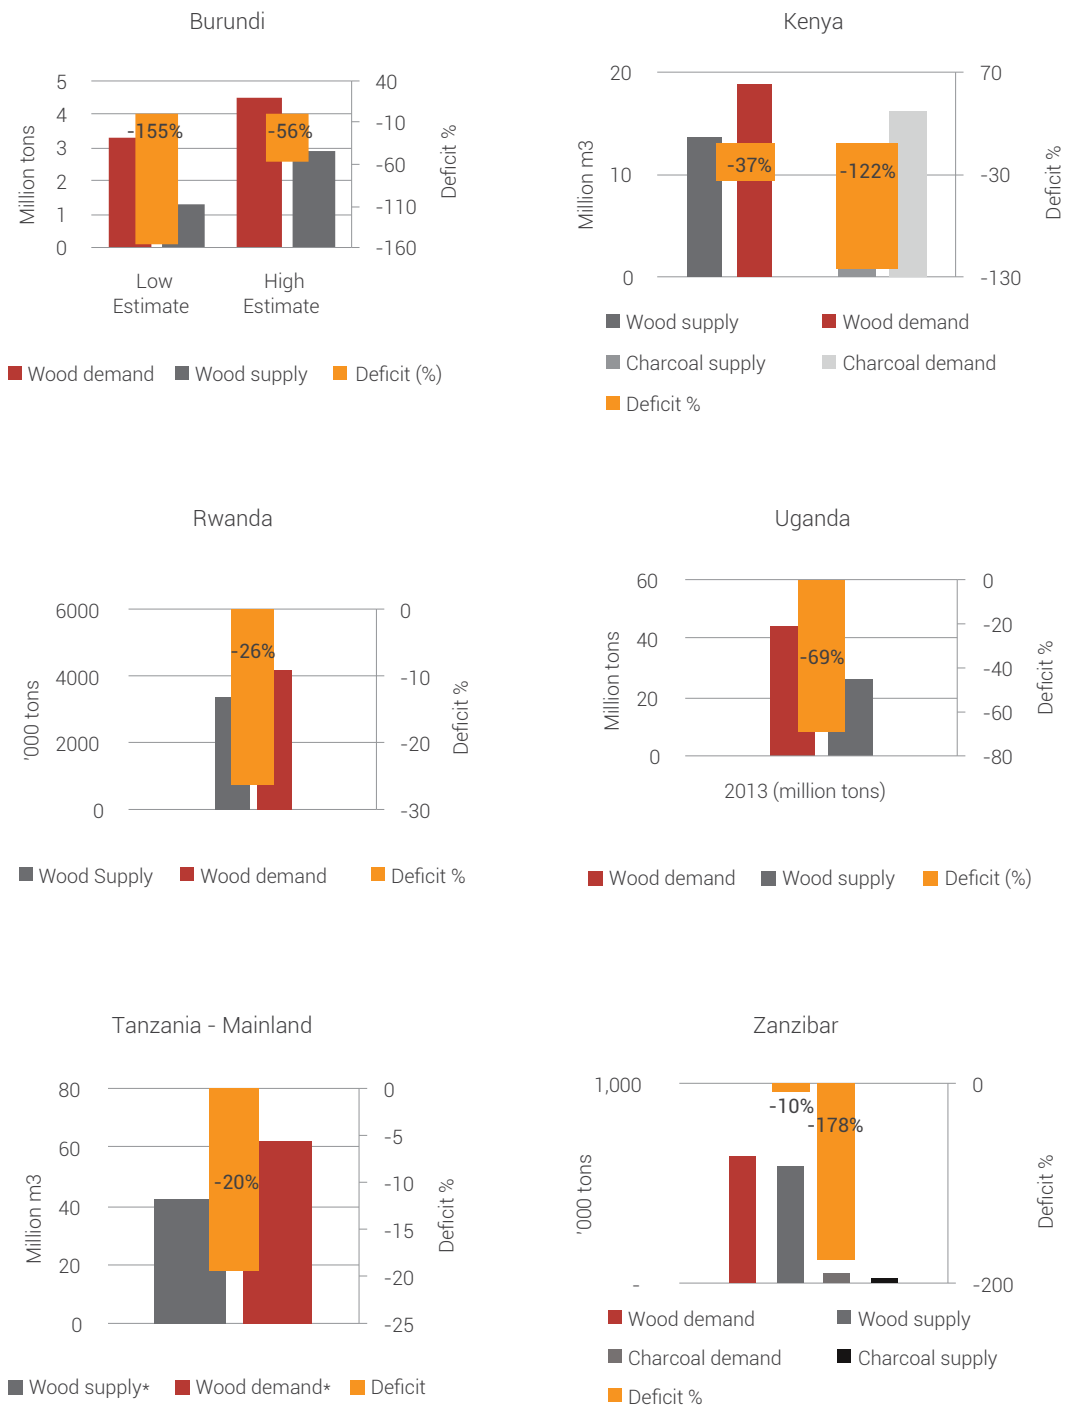 Burundi
5
4
3
2
1
0
Million tons
40
-10
-60
-110
-160
Deficit %
-155%
-56%
Low
Estimate
High
Estimate
Wood demand
Wood supply
Deficit (%)
Kenya
20
10
0
Million m3
70
-30
-130
Deficit %
-37%
-122%
Wood supply
Wood demand
Charcoal supply
Charcoal demand
Deficit %
Rwanda
6000
4000
2000
0
'000 tons
0
-10
-20
-30
Deficit %
-26%
Wood Supply
Wood demand
Deficit %
Uganda
60
40
20
0
Million tons
0
-20
-40
-60
-80
Deficit %
-69%
2013 (million tons)
Wood demand
Wood supply
Deficit (%)
Tanzania - Mainland
80
60
40
20
0
Million m3
0
-5
-10
-15
-20
-25
Deficit %
-20%
Wood supply*
Wood demand*
Deficit
Zanzibar
1,000
-
'000 tons
0
-200
Deficit %
-10%
-178%
Wood demand
Wood supply
Charcoal demand
Charcoal supply
Deficit %